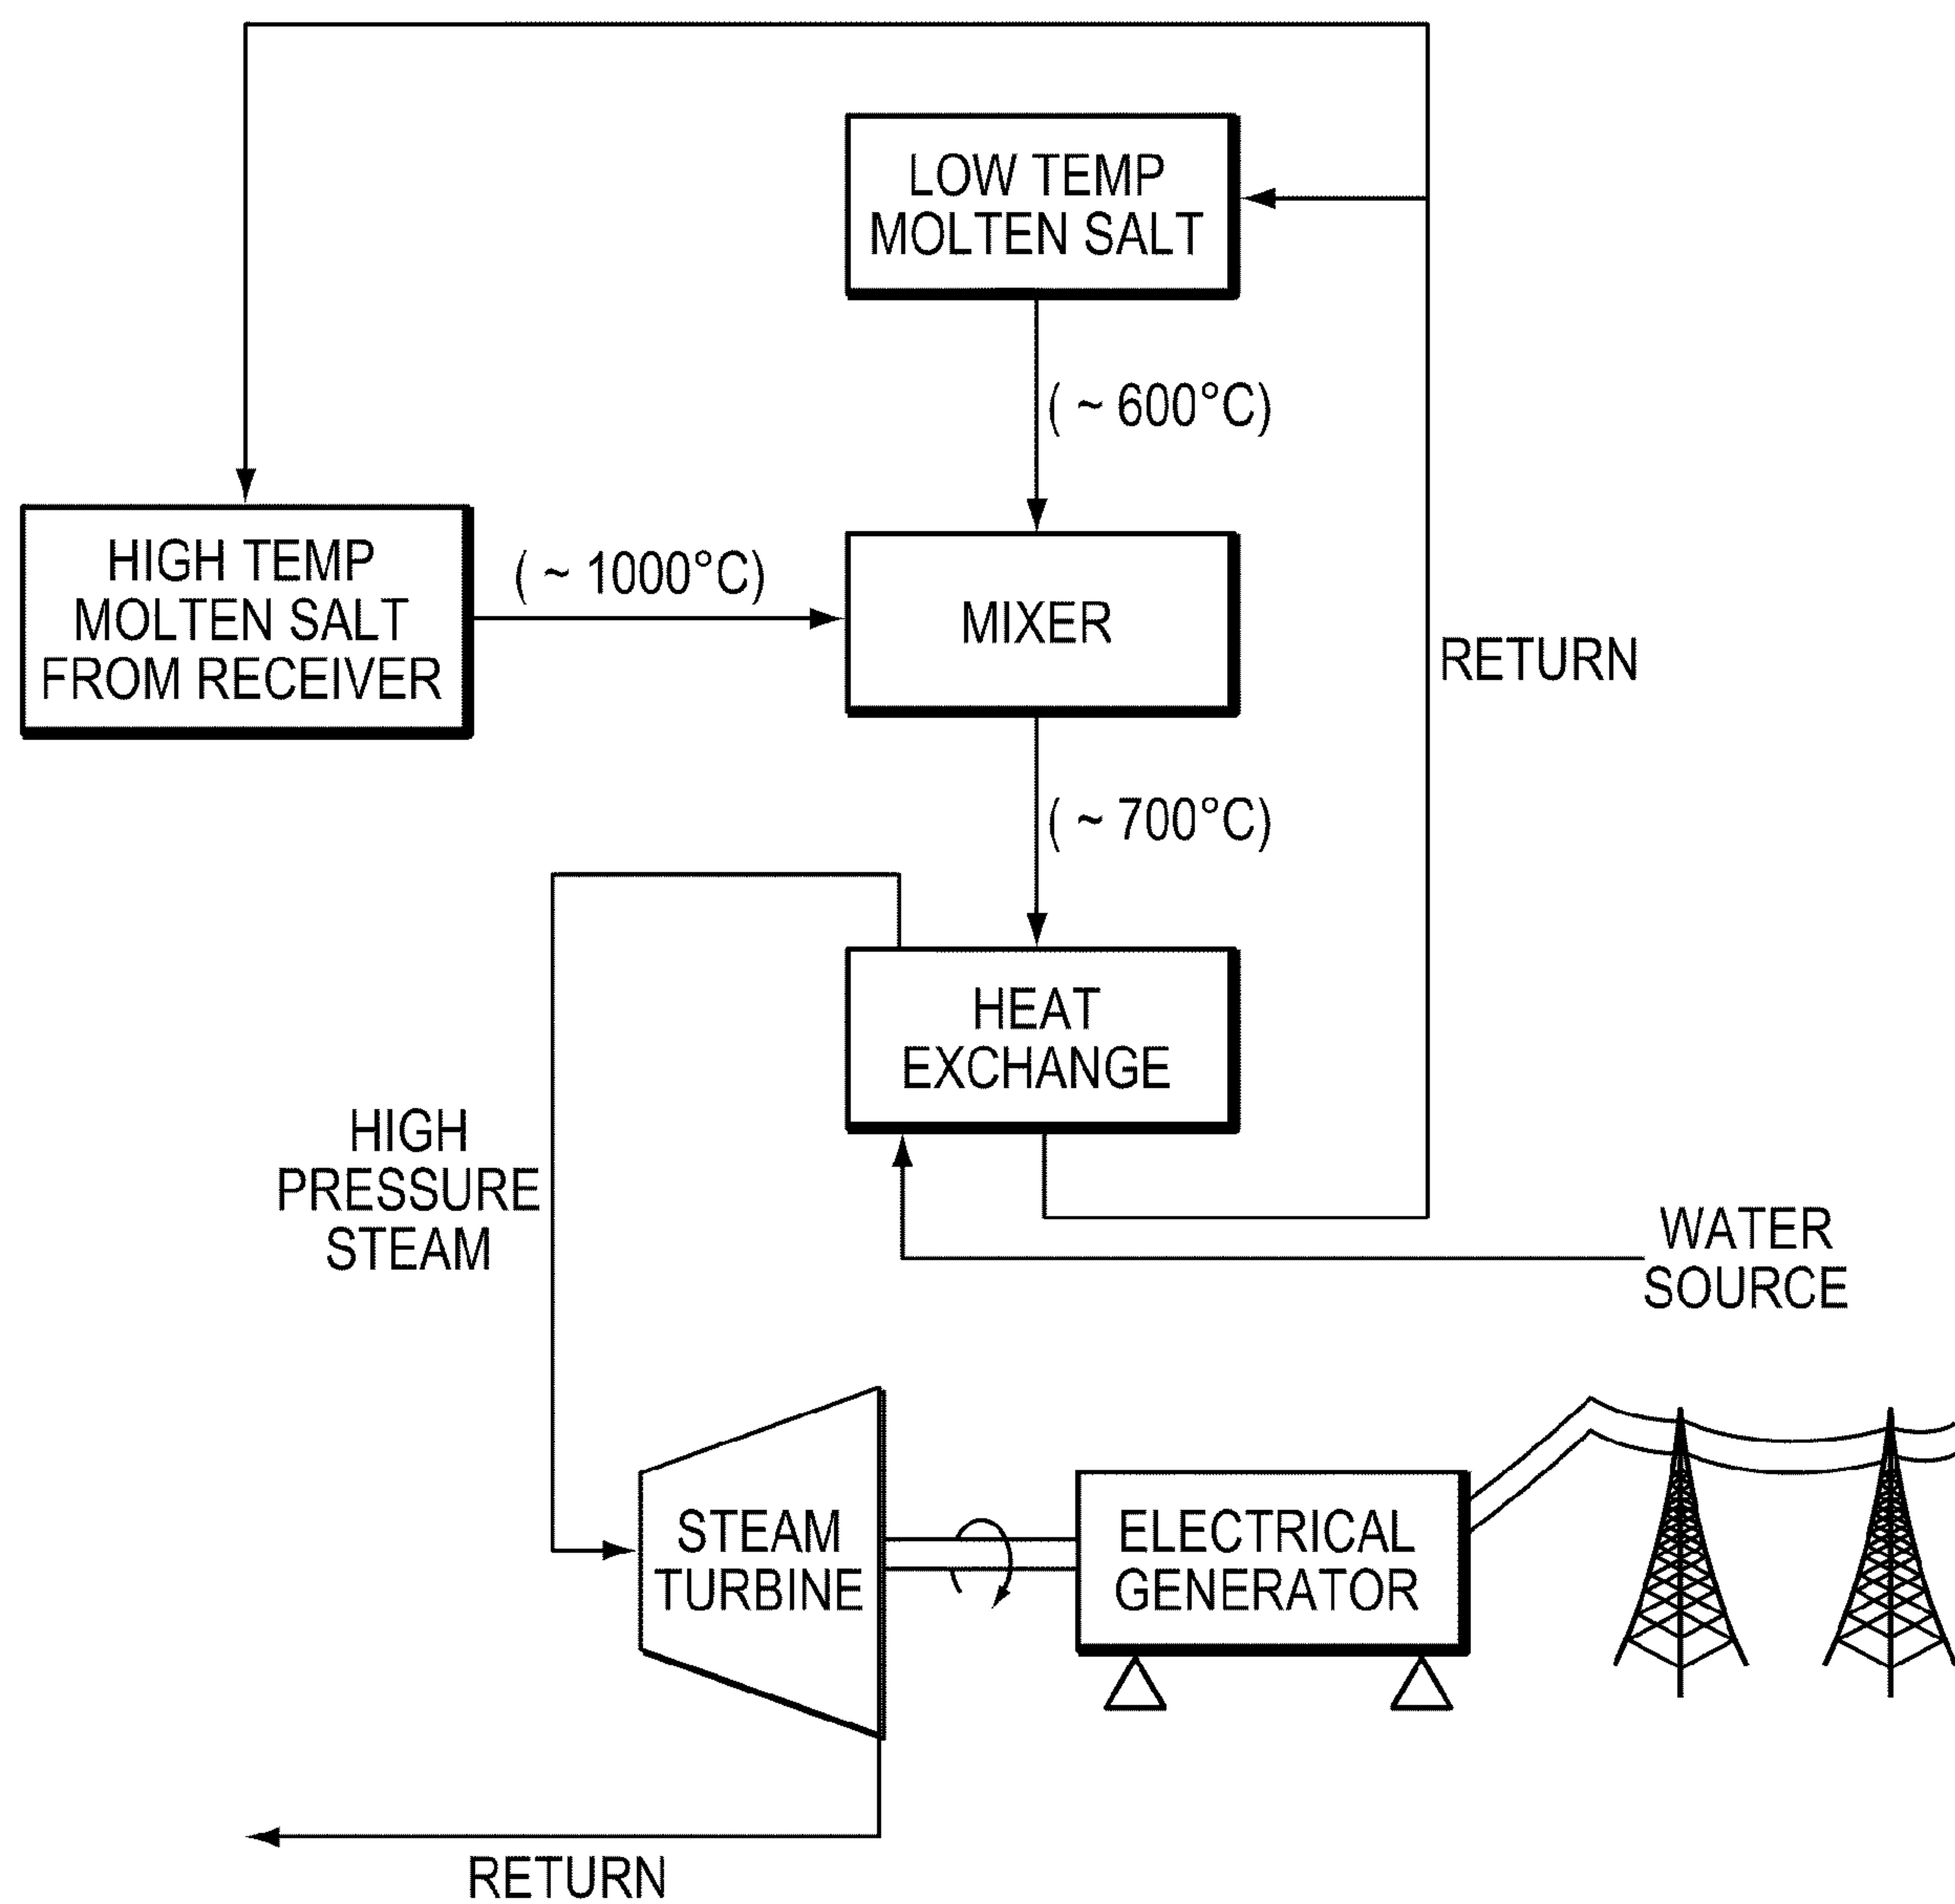 LOW TEMP
MOLTEN SALT
( ~ 600°C)
HIGH TEMP
MOLTEN SALT
FROM RECEIVER
( ~ 1000°C)
MIXER
RETURN
( ~ 700°C)
HEAT
EXCHANGE
HIGH
PRESSURE
STEAM
WATER
SOURCE
STEAM
TURBINE
ELECTRICAL
GENERATOR
RETURN